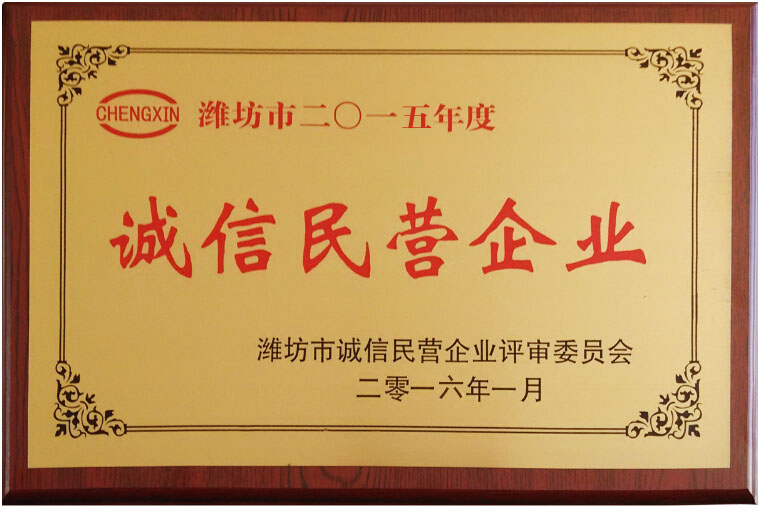 CHENGXIN 潍坊市二〇一五年度
诚信民营企业
潍坊市诚信民营企业评审委员会
二零一六年一月